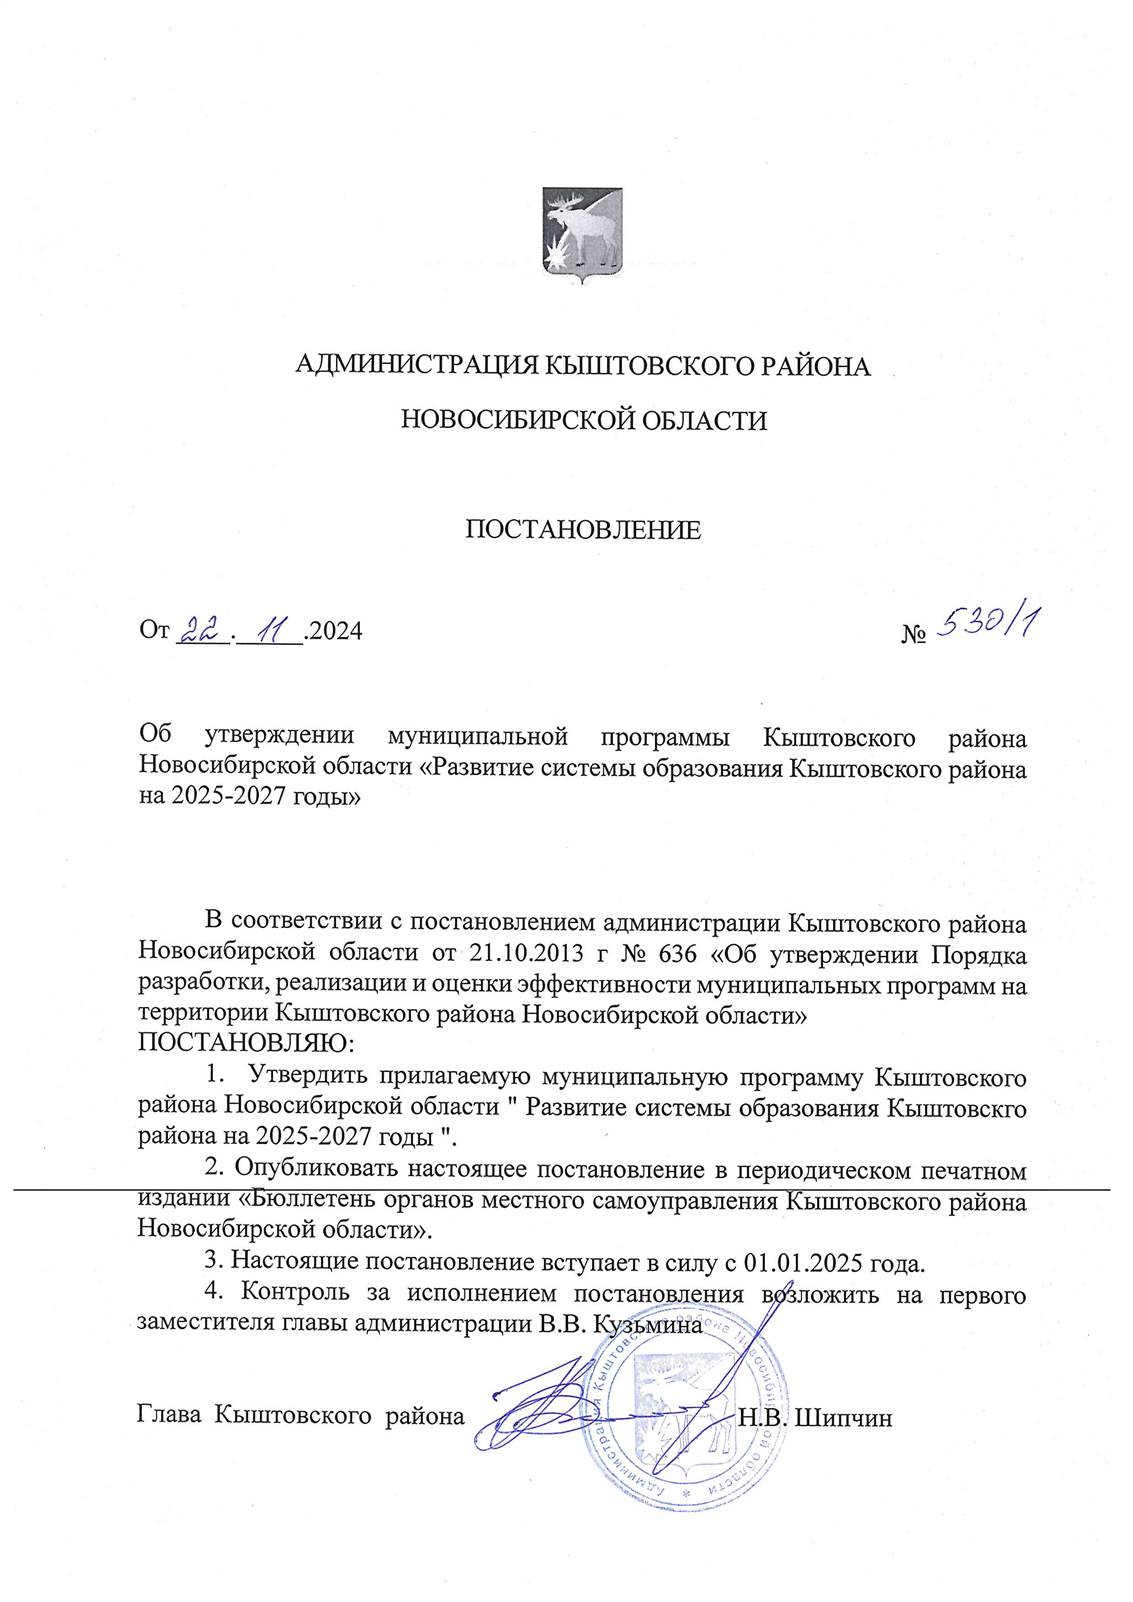 АДМИНИСТРАЦИЯ КЫШТОВСКОГО РАЙОНА
НОВОСИБИРСКОЙ ОБЛАСТИ
ПОСТАНОВЛЕНИЕ
От 22.11.2024 № 530/1
Об утверждении муниципальной программы Кыштовского района
Новосибирской области «Развитие системы образования Кыштовского района
на 2025-2027 годы»
В соответствии с постановлением администрации Кыштовского района
Новосибирской области от 21.10.2013 г № 636 «Об утверждении Порядка
разработки, реализации и оценки эффективности муниципальных программ на
территории Кыштовского района Новосибирской области»
ПОСТАНОВЛЯЮ:
1. Утвердить прилагаемую муниципальную программу Кыштовского
района Новосибирской области " Развитие системы образования Кыштовскго
района на 2025-2027 годы ".
2. Опубликовать настоящее постановление в периодическом печатном
издании «Бюллетень органов местного самоуправления Кыштовского района
Новосибирской области».
3. Настоящие постановление вступает в силу с 01.01.2025 года.
4. Контроль за исполнением постановления возложить на первого
заместителя главы администрации В.В. Кузьмина
Глава Кыштовского района Н.В. Шипчин
Администрация Кыштовского района Новосибирской области *